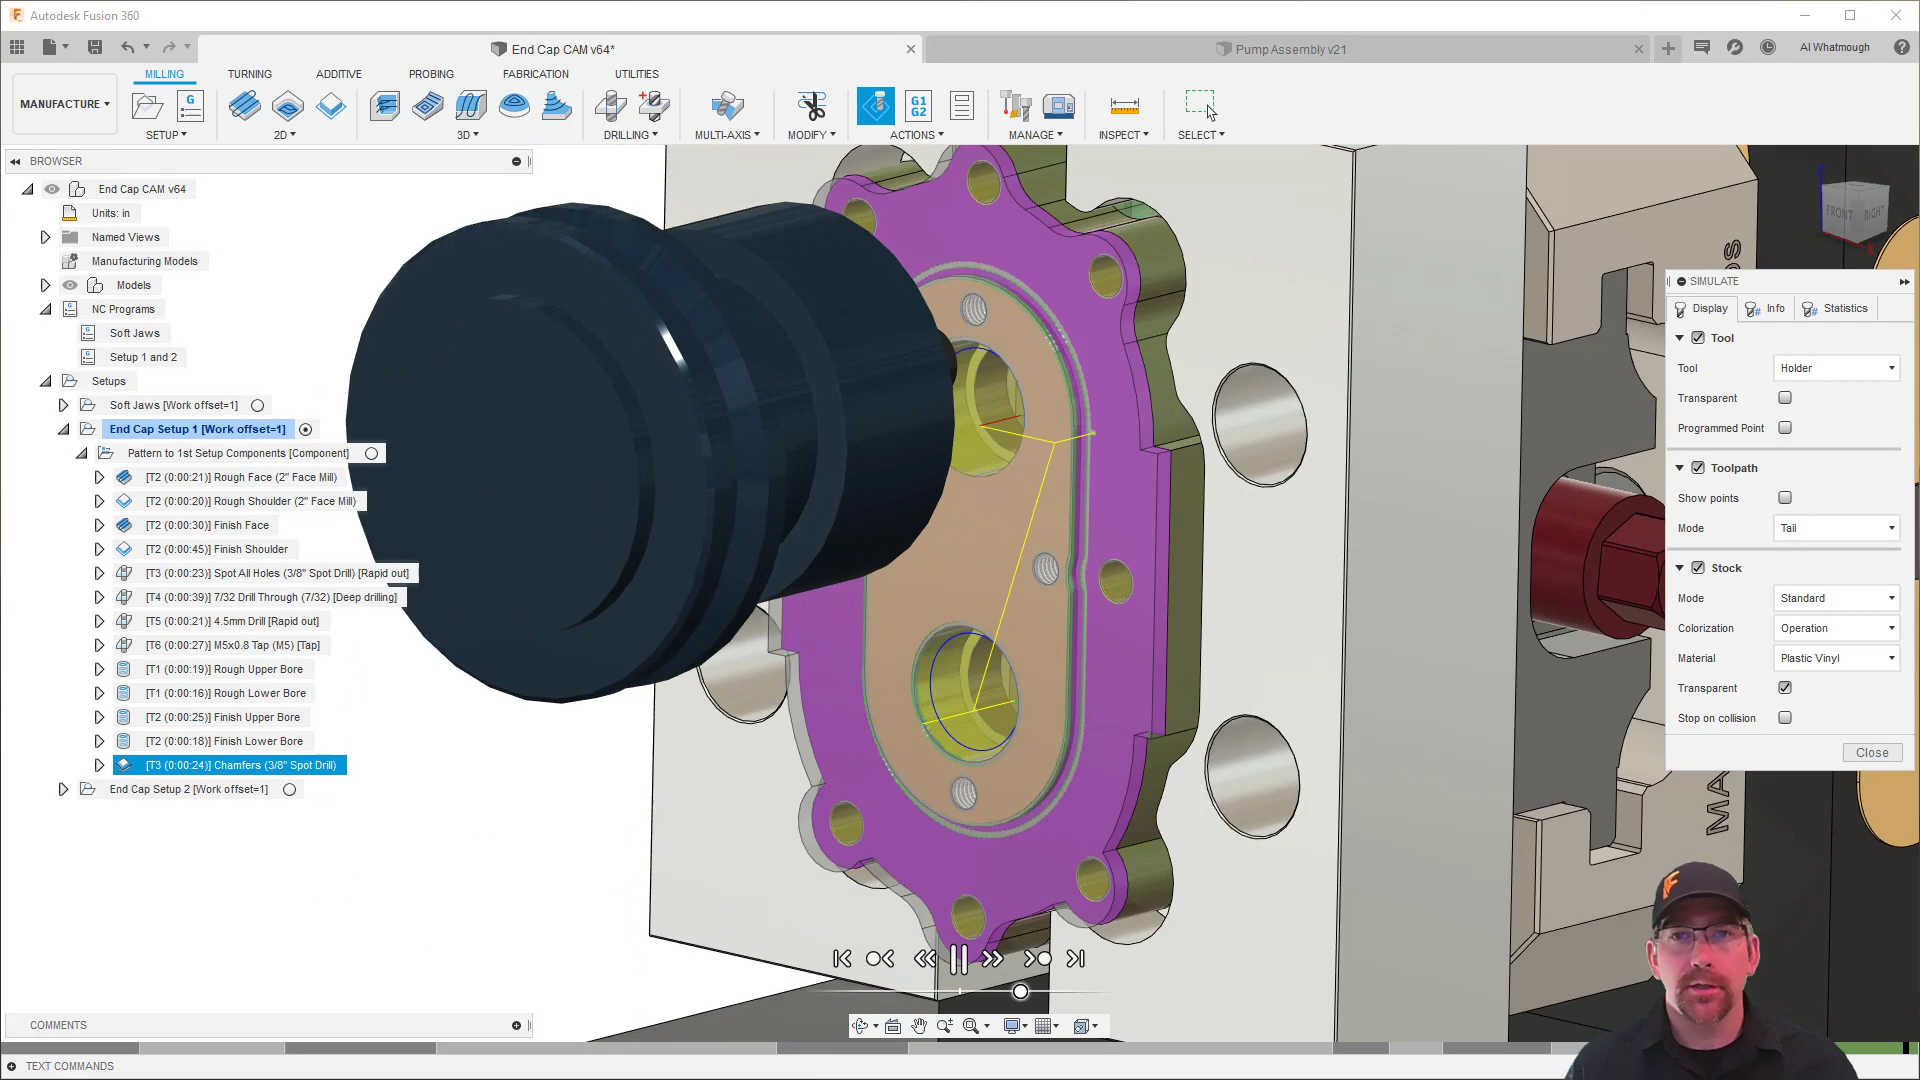 Autodesk Fusion 360
End Cap CAM v64*
Pump Assembly v21
Al Whatmough
MANUFACTURE
MILLING
TURNING
ADDITIVE
PROBING
FABRICATION
UTILITIES
G1
G2
SETUP
2D
3D
DRILLING
MULTI-AXIS
MODIFY
ACTIONS
MANAGE
INSPECT
SELECT
BROWSER
End Cap CAM v64
Units: in
Named Views
Manufacturing Models
Models
NC Programs
Soft Jaws
Setup 1 and 2
Setups
Soft Jaws [Work offset=1]
End Cap Setup 1 [Work offset=1]
Pattern to 1st Setup Components [Component]
[T2 (0:00:21)] Rough Face (2" Face Mill)
[T2 (0:00:20)] Rough Shoulder (2" Face Mill)
[T2 (0:00:30)] Finish Face
[T2 (0:00:45)] Finish Shoulder
[T3 (0:00:23)] Spot All Holes (3/8" Spot Drill) [Rapid out]
[T4 (0:00:39)] 7/32 Drill Through (7/32) [Deep drilling]
[T5 (0:00:21)] 4.5mm Drill [Rapid out]
[T6 (0:00:27)] M5x0.8 Tap (M5) [Tap]
[T1 (0:00:19)] Rough Upper Bore
[T1 (0:00:16)] Rough Lower Bore
[T2 (0:00:25)] Finish Upper Bore
[T2 (0:00:18)] Finish Lower Bore
[T3 (0:00:24)] Chamfers (3/8" Spot Drill)
End Cap Setup 2 [Work offset=1]
Z
FRONT
RIGHT
X
SIMULATE
Display
Info
Statistics
Tool
Tool
Holder
Transparent
Programmed Point
Toolpath
Show points
Mode
Tail
Stock
Mode
Standard
Colorization
Operation
Material
Plastic Vinyl
Transparent
Stop on collision
Close
COMMENTS
TEXT COMMANDS